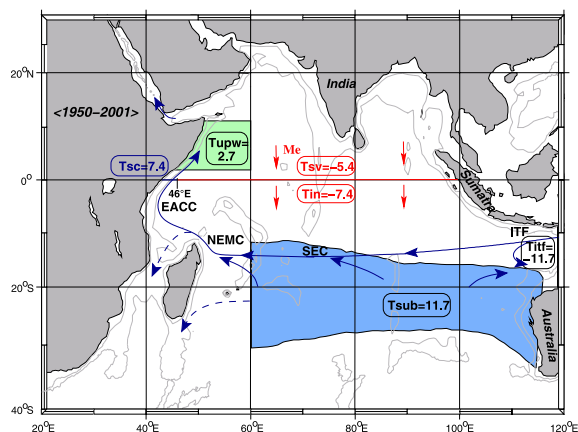 20°N
0°
20°S
40°S
20°E
40°E
60°E
80°E
100°E
120°E
<1950−2001>
India
Tupw=
2.7
Me
Tsc=7.4
Tsv=−5.4
Tin=−7.4
46°E
EACC
Sumatra
NEMC
SEC
ITF
Titf=
−11.7
Tsub=11.7
Australia